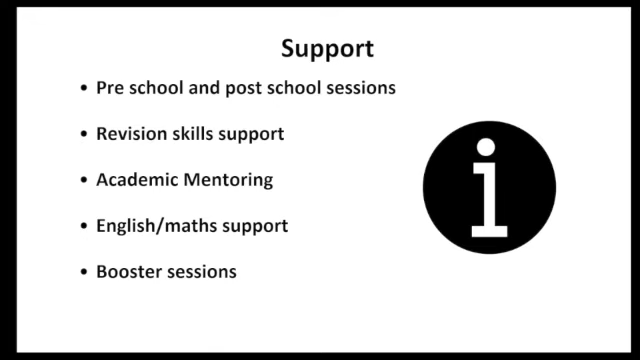 Support
• Pre school and post school sessions
• Revision skills support
• Academic Mentoring
• English/maths support
• Booster sessions
i